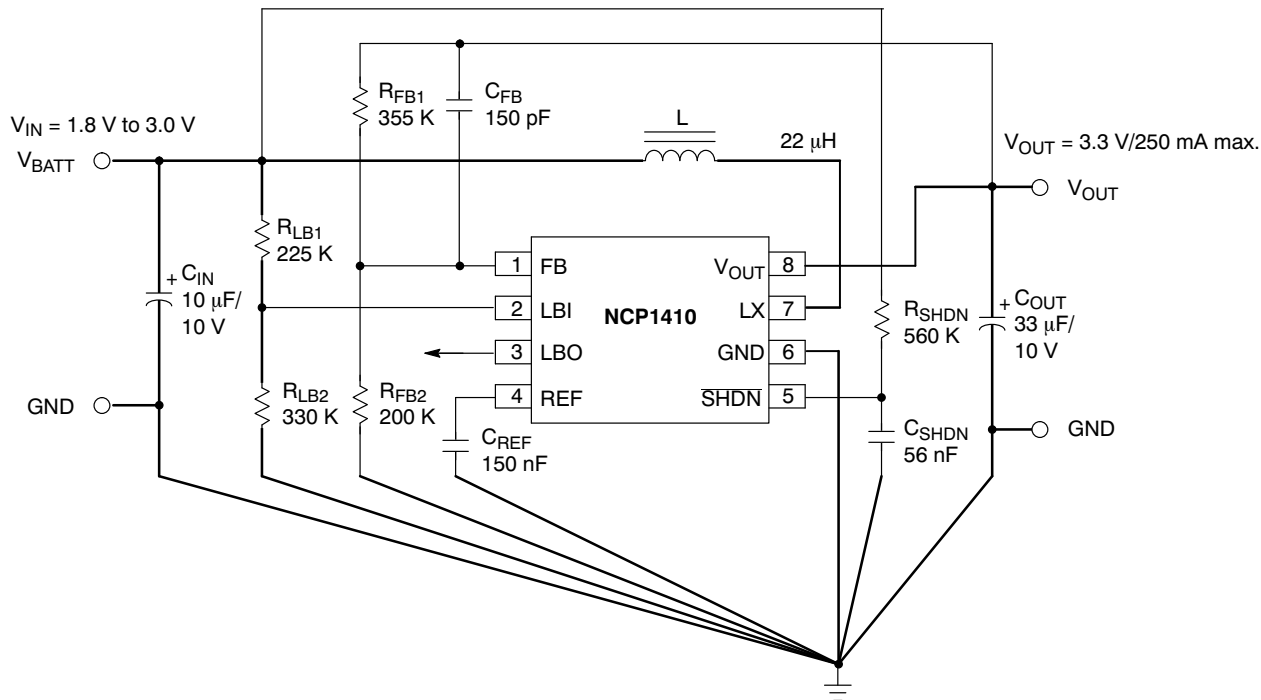 R_FB1
355 K
C_FB
150 pF
L
22 μH
V_IN = 1.8 V to 3.0 V
V_BATT
V_OUT = 3.3 V/250 mA max.
V_OUT
R_LB1
225 K
+ C_IN
10 μF/
10 V
1 FB
2 LBI
3 LBO
4 REF
NCP1410
V_OUT 8
LX 7
GND 6
S̅H̅D̅N̅ 5
R_SHDN
560 K
+ C_OUT
33 μF/
10 V
GND
R_LB2
330 K
R_FB2
200 K
C_REF
150 nF
C_SHDN
56 nF
GND